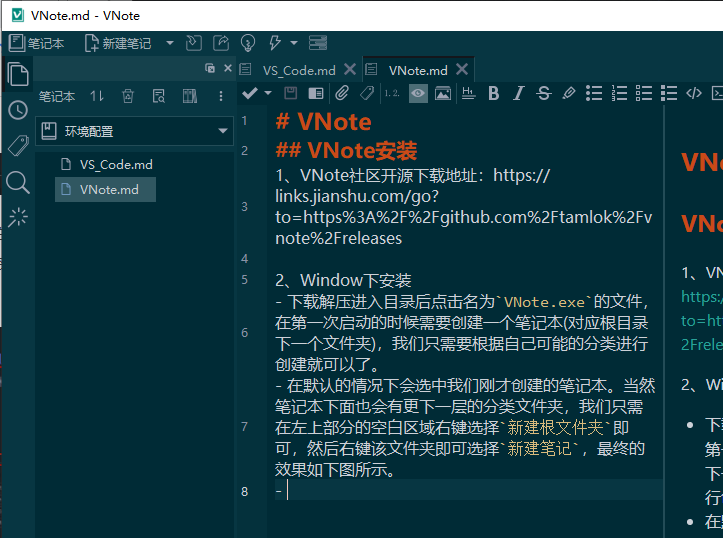 VNote.md - VNote
笔记本
新建笔记
VS_Code.md
VNote.md
笔记本
环境配置
VS_Code.md
VNote.md
1 # VNote
2 ## VNote安装
1、VNote社区开源下载地址：https://
3 links.jianshu.com/go?
to=https%3A%2F%2Fgithub.com%2Ftamlok%2Fv
note%2Freleases
4
5 2、Window下安装
- 下载解压进入目录后点击名为`VNote.exe`的文件，
6 在第一次启动的时候需要创建一个笔记本(对应根目录
下一个文件夹)，我们只需要根据自己可能的分类进行
创建就可以了。
- 在默认的情况下会选中我们刚才创建的笔记本。当然
笔记本下面也会有更下一层的分类文件夹，我们只需
7 在左上部分的空白区域右键选择`新建根文件夹`即
可，然后右键该文件夹即可选择`新建笔记`，最终的
效果如下图所示。
8 -
VNo
VNo
1、VN
https:/
to=htt
2Frele
2、Wi
下载
第一
下一
行创
在默